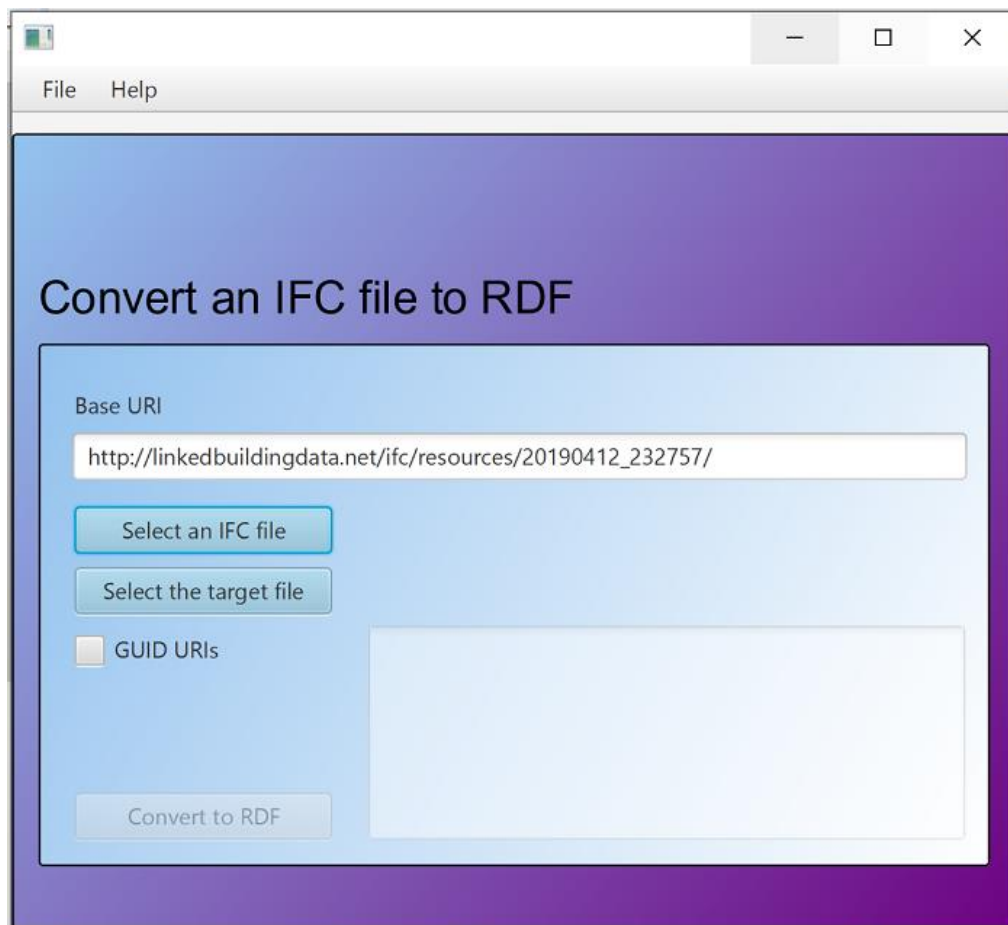 File Help
Convert an IFC file to RDF
Base URI
http://linkedbuildingdata.net/ifc/resources/20190412_232757/
Select an IFC file
Select the target file
GUID URIs
Convert to RDF